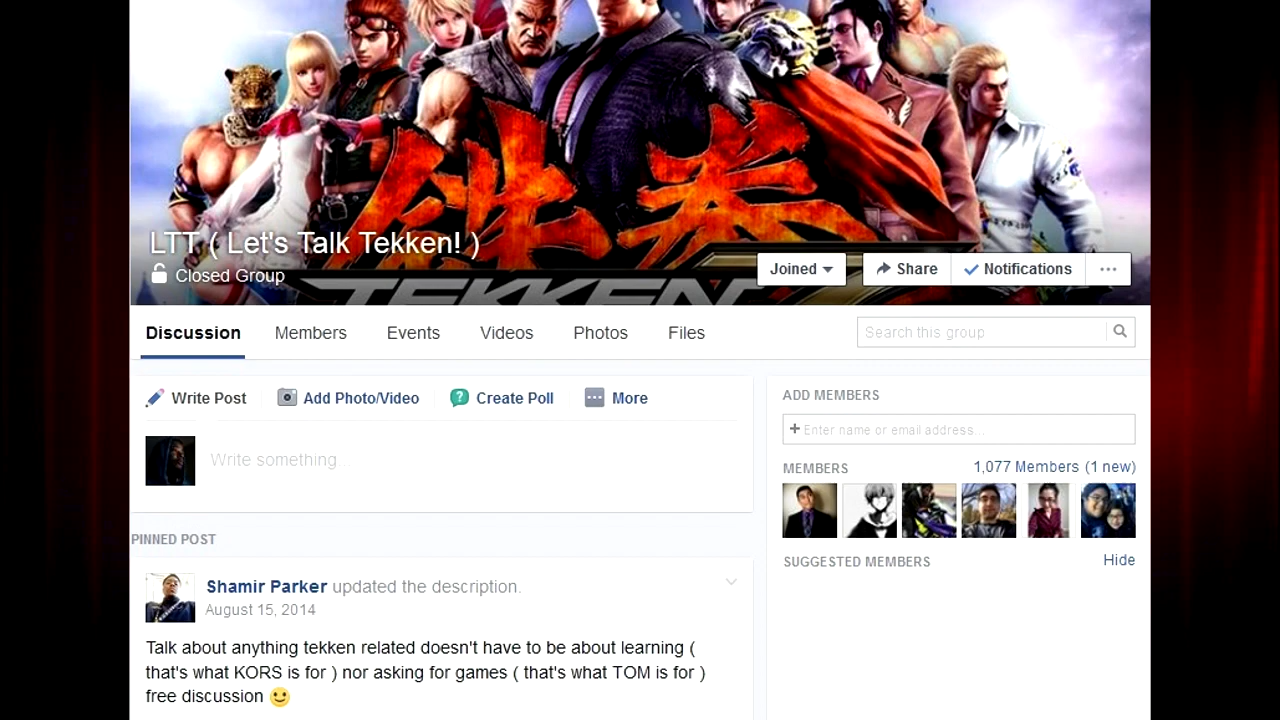 鉄拳
LTT ( Let's Talk Tekken! )
Closed Group
TEKKEN
Joined
Share
Notifications
Discussion Members Events Videos Photos Files
Search this group
Write Post Add Photo/Video Create Poll More
Write something...
ADD MEMBERS
Enter name or email address...
MEMBERS 1,077 Members (1 new)
SUGGESTED MEMBERS Hide
PINNED POST
Shamir Parker updated the description.
August 15, 2014
Talk about anything tekken related doesn't have to be about learning (
that's what KORS is for ) nor asking for games ( that's what TOM is for )
free discussion 🙂